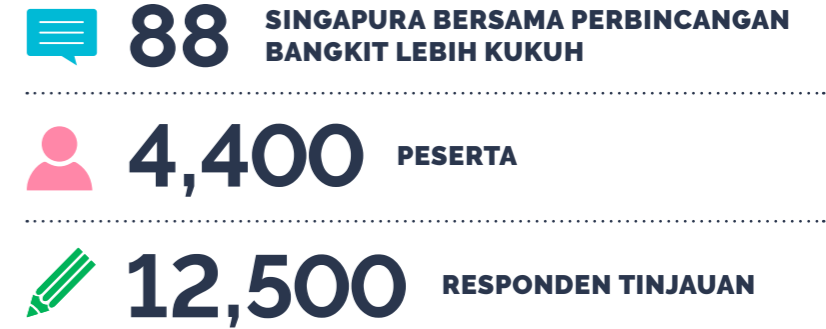 88 SINGAPURA BERSAMA PERBINCANGAN
BANGKIT LEBIH KUKUH
4,400 PESERTA
12,500 RESPONDEN TINJAUAN